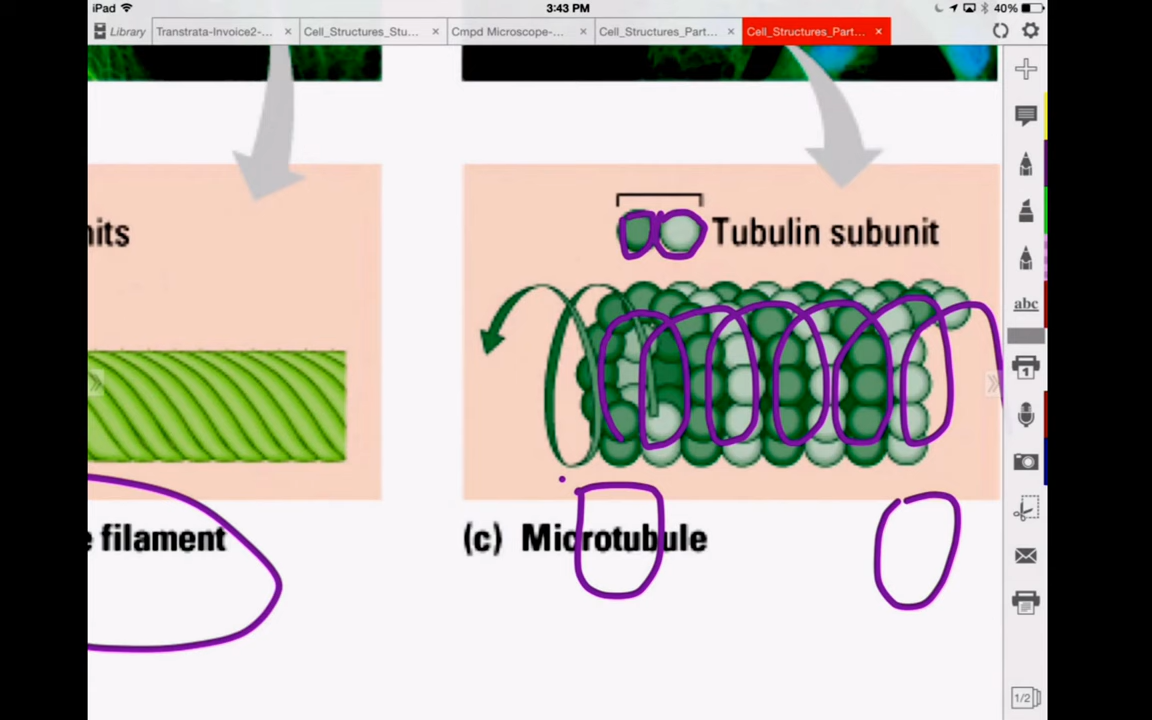 iPad
3:43 PM
40%
Library
Transtrata-Invoice2-...
Cell_Structures_Stu...
Cmpd Microscope-...
Cell_Structures_Part...
Cell_Structures_Part...
abc
1
nits
Tubulin subunit
e filament
(c) Microtubule
1/2